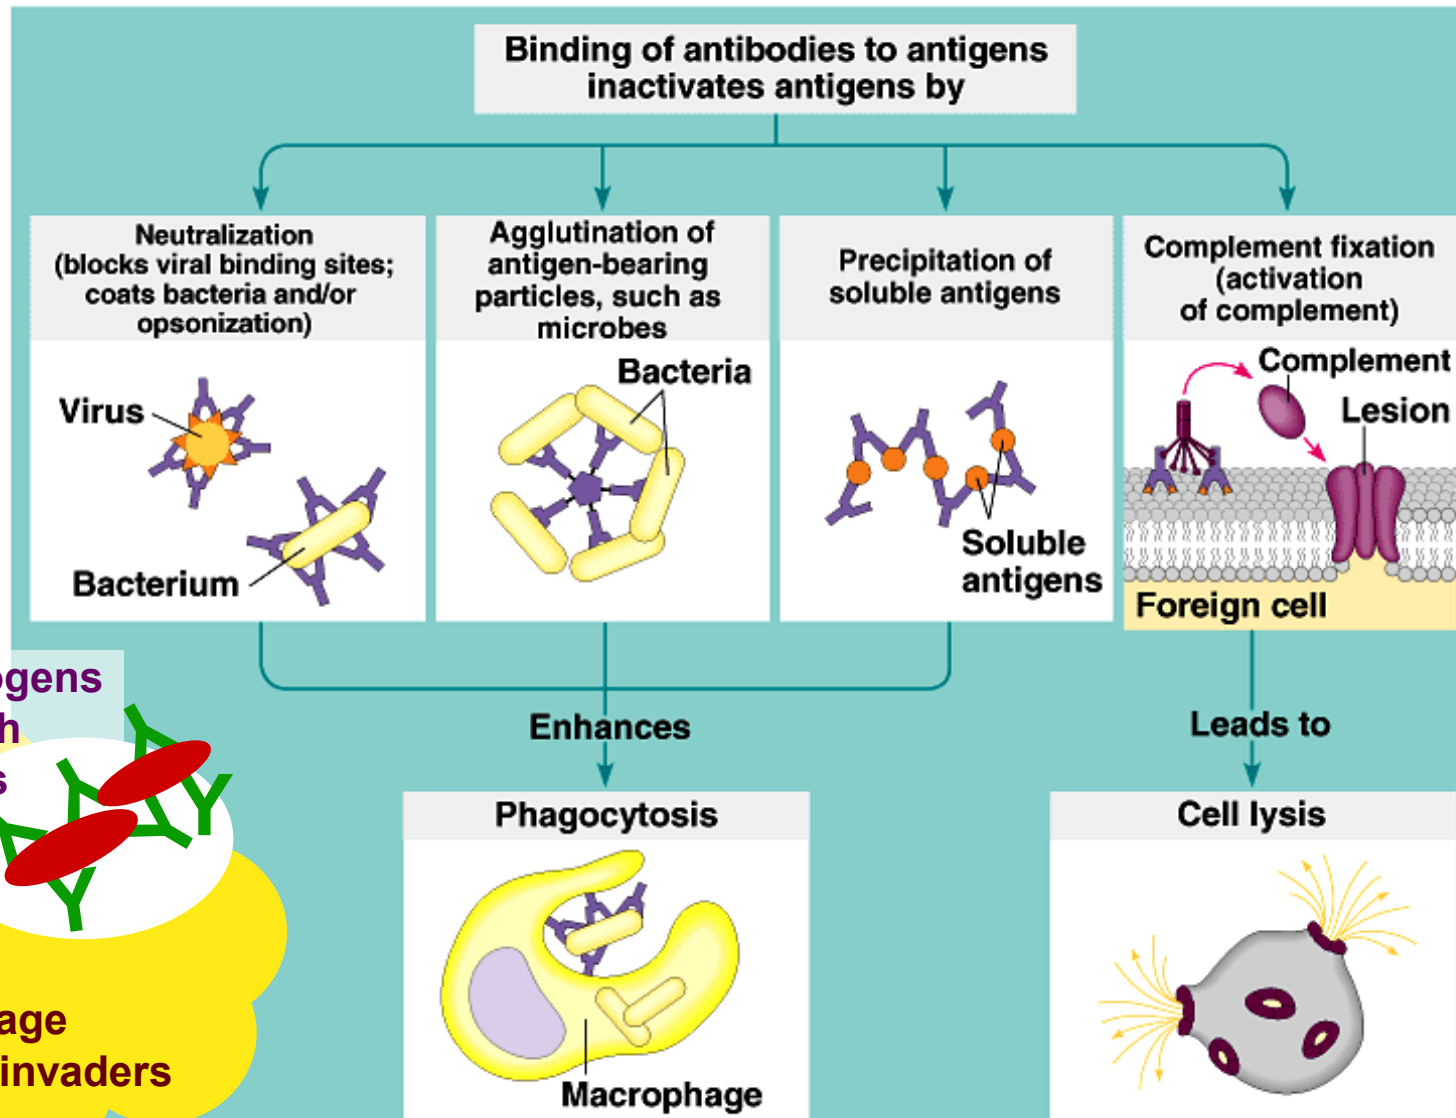 Binding of antibodies to antigens
inactivates antigens by
Neutralization
(blocks viral binding sites;
coats bacteria and/or
opsonization)
Virus
Bacterium
Agglutination of
antigen-bearing
particles, such as
microbes
Bacteria
Precipitation of
soluble antigens
Soluble
antigens
Complement fixation
(activation
of complement)
Complement
Lesion
Foreign cell
Enhances
Leads to
Phagocytosis
Macrophage
Cell lysis
invaders